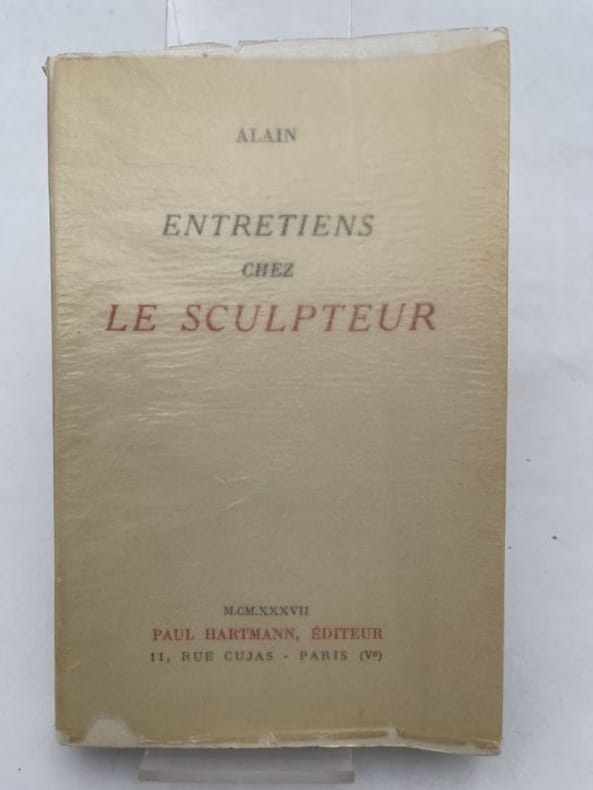 ALAIN
ENTRETIENS
CHEZ
LE SCULPTEUR
M.CM.XXXVII
PAUL HARTMANN, ÉDITEUR
11, RUE CUJAS - PARIS (Vᵉ)